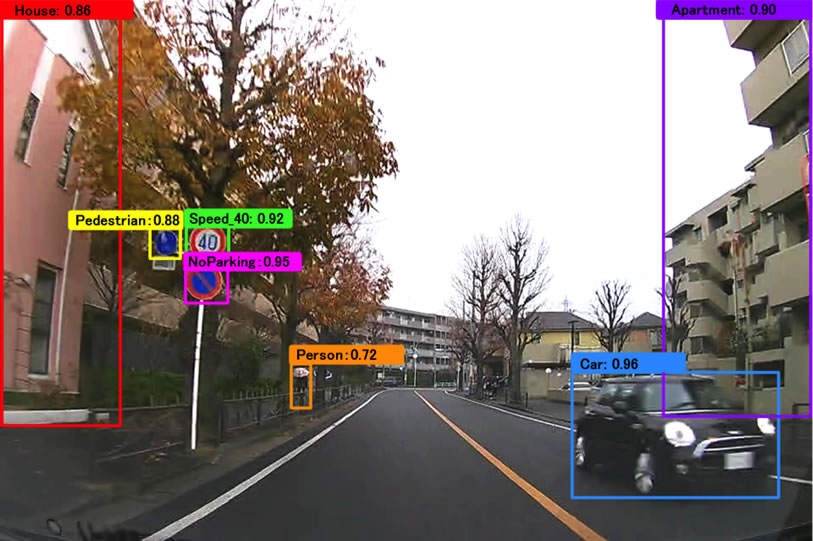 House: 0.86
Apartment: 0.90
Pedestrian: 0.88
Speed_40: 0.92
40
NoParking: 0.95
Person: 0.72
Car: 0.96